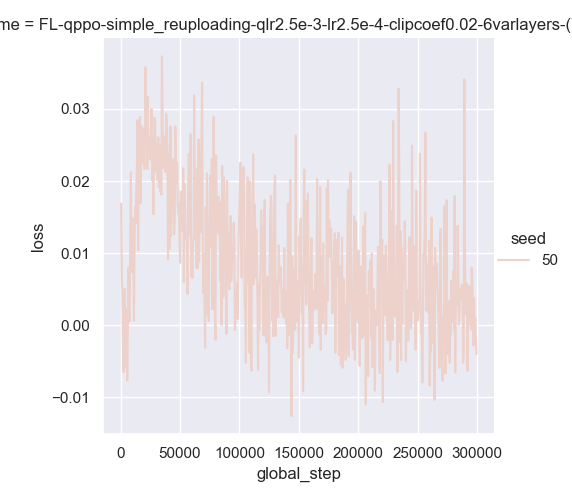 me = FL-qppo-simple_reuploading-qlr2.5e-3-lr2.5e-4-clipcoef0.02-6varlayers-(
0.03
0.02
0.01
0.00
−0.01
loss
seed
50
0 50000 100000 150000 200000 250000 300000
global_step